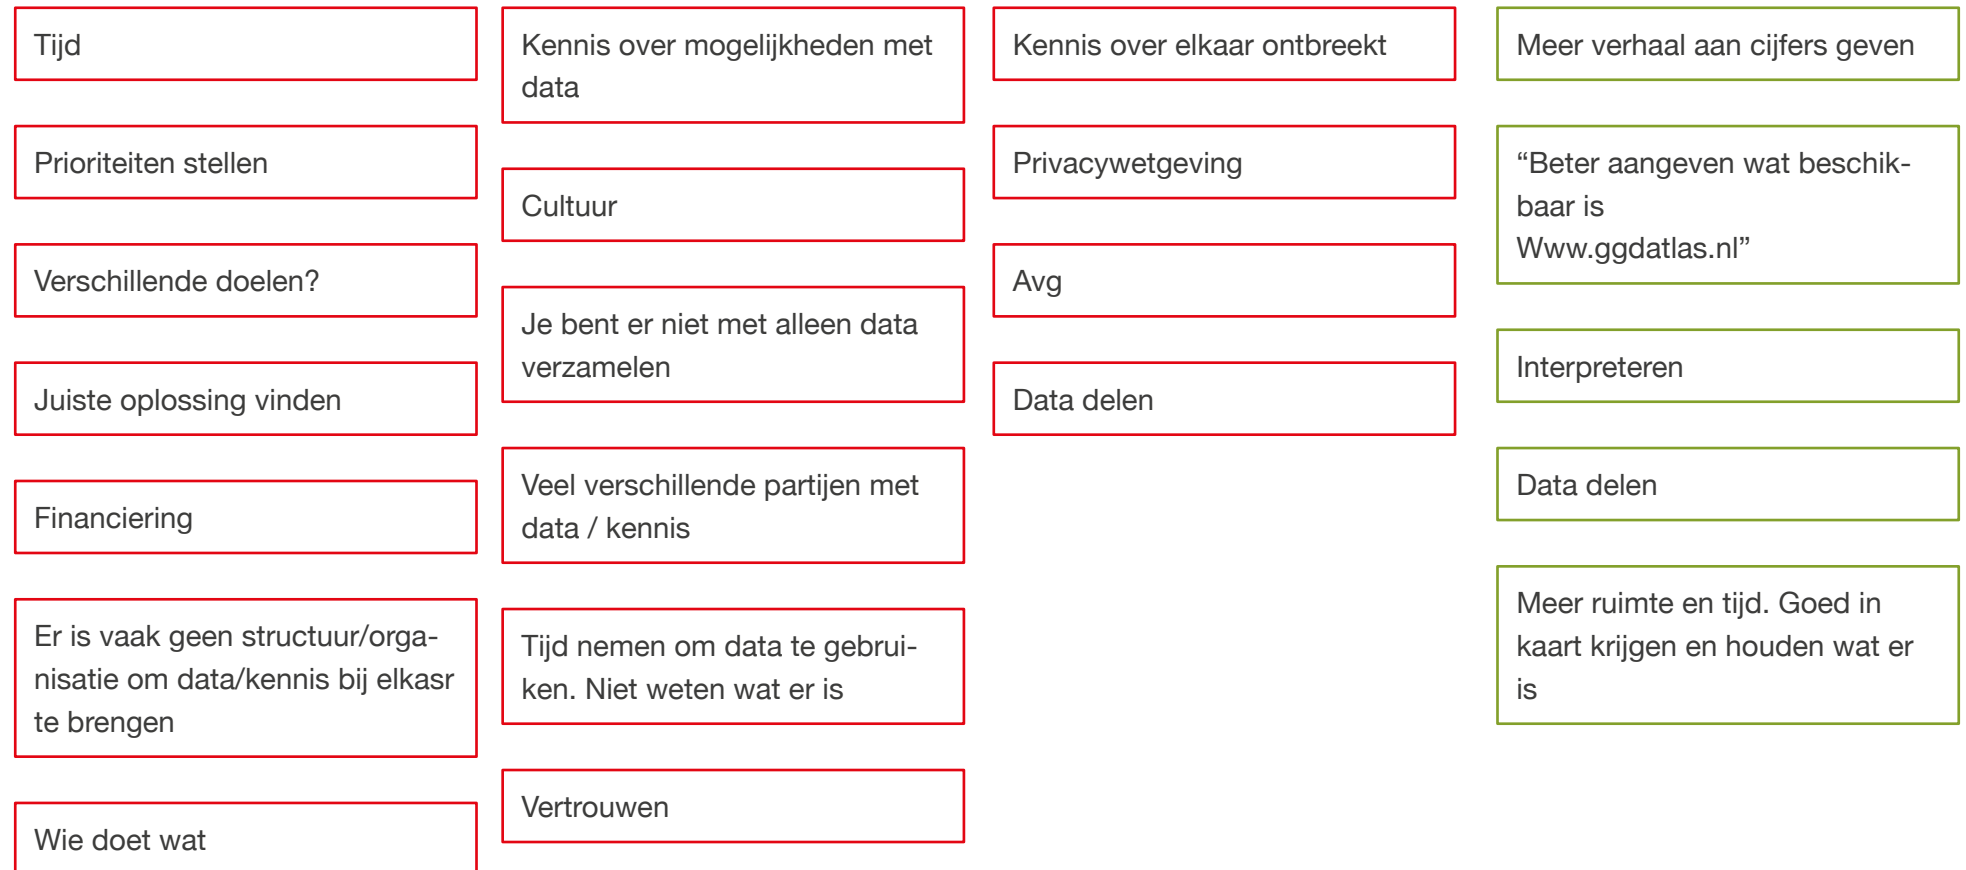 Tijd
Prioriteiten stellen
Verschillende doelen?
Juiste oplossing vinden
Financiering
Er is vaak geen structuur/orga-
nisatie om data/kennis bij elkasr
te brengen
Wie doet wat
Kennis over mogelijkheden met
data
Cultuur
Je bent er niet met alleen data
verzamelen
Veel verschillende partijen met
data / kennis
Tijd nemen om data te gebrui-
ken. Niet weten wat er is
Vertrouwen
Kennis over elkaar ontbreekt
Privacywetgeving
Avg
Data delen
Meer verhaal aan cijfers geven
“Beter aangeven wat beschik-
baar is
Www.ggdatlas.nl”
Interpreteren
Data delen
Meer ruimte en tijd. Goed in
kaart krijgen en houden wat er
is